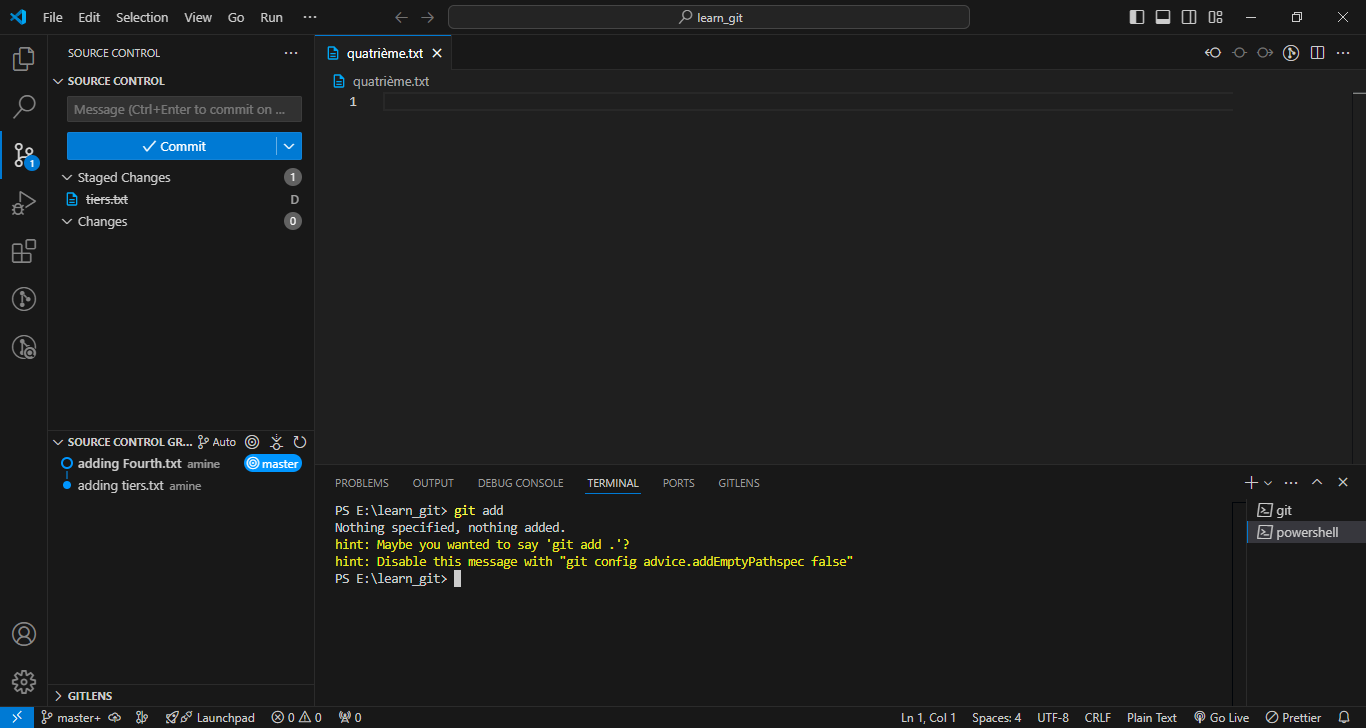 File Edit Selection View Go Run ···
learn_git
SOURCE CONTROL ···
SOURCE CONTROL
Message (Ctrl+Enter to commit on ...
Commit
Staged Changes 1
tiers.txt D
Changes 0
SOURCE CONTROL GR... Auto
adding Fourth.txt amine master
adding tiers.txt amine
GITLENS
1
quatrième.txt
quatrième.txt
1
PROBLEMS OUTPUT DEBUG CONSOLE TERMINAL PORTS GITLENS
PS E:\learn_git> git add
Nothing specified, nothing added.
hint: Maybe you wanted to say 'git add .'?
hint: Disable this message with "git config advice.addEmptyPathspec false"
PS E:\learn_git>
git
powershell
master+ Launchpad 0 0 0 Ln 1, Col 1 Spaces: 4 UTF-8 CRLF Plain Text Go Live Prettier